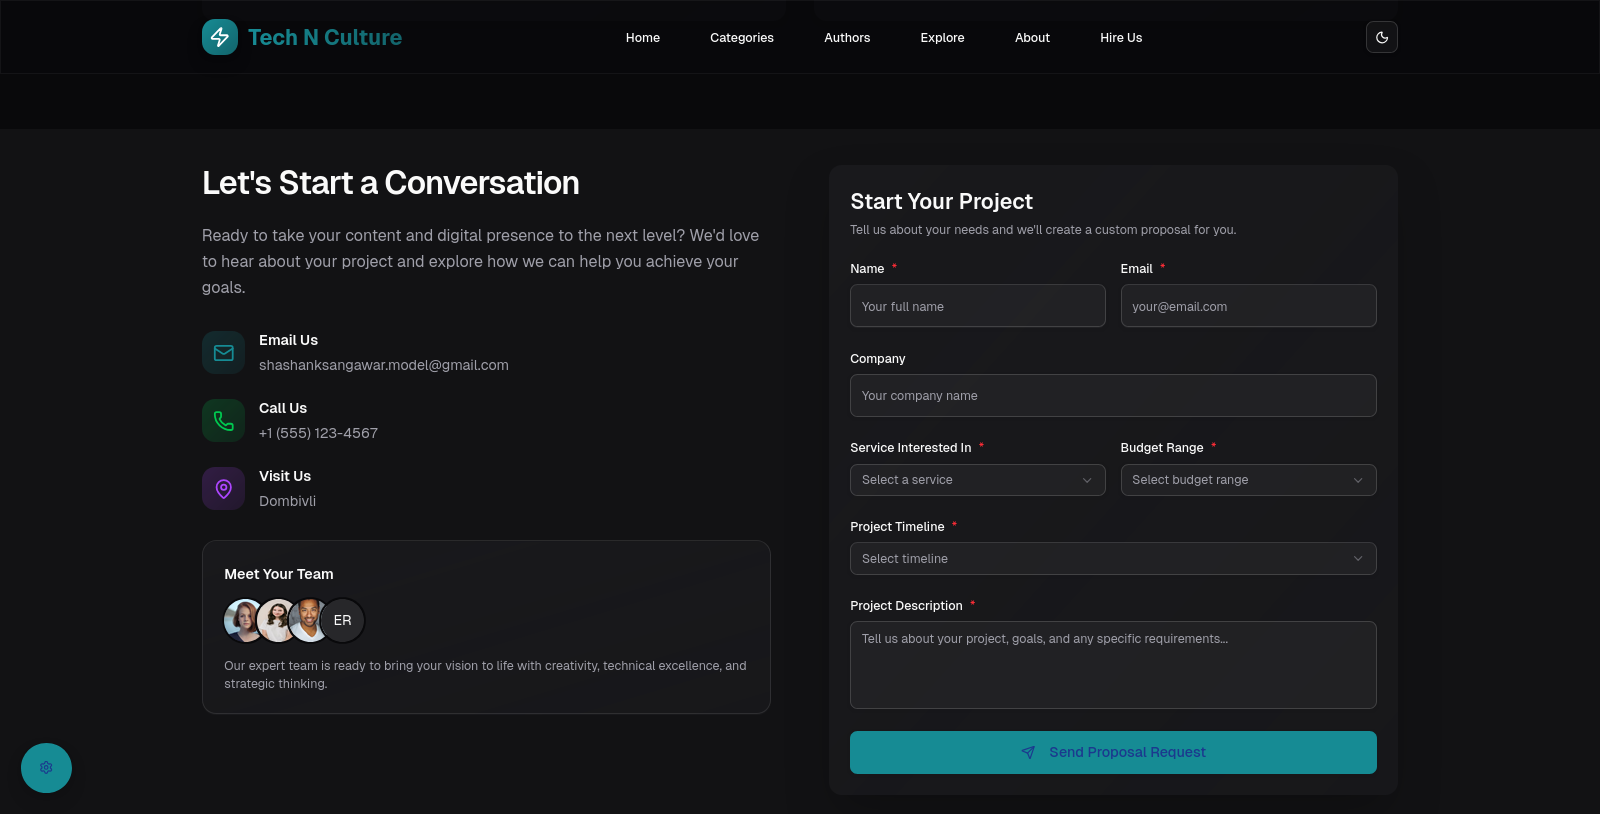 Tech N Culture
Home
Categories
Authors
Explore
About
Hire Us
Let's Start a Conversation
Ready to take your content and digital presence to the next level? We'd love
to hear about your project and explore how we can help you achieve your
goals.
Email Us
shashanksangawar.model@gmail.com
Call Us
+1 (555) 123-4567
Visit Us
Dombivli
Meet Your Team
ER
Our expert team is ready to bring your vision to life with creativity, technical excellence, and
strategic thinking.
Start Your Project
Tell us about your needs and we'll create a custom proposal for you.
Name *
Email *
Your full name
your@email.com
Company
Your company name
Service Interested In *
Budget Range *
Select a service
Select budget range
Project Timeline *
Select timeline
Project Description *
Tell us about your project, goals, and any specific requirements...
Send Proposal Request